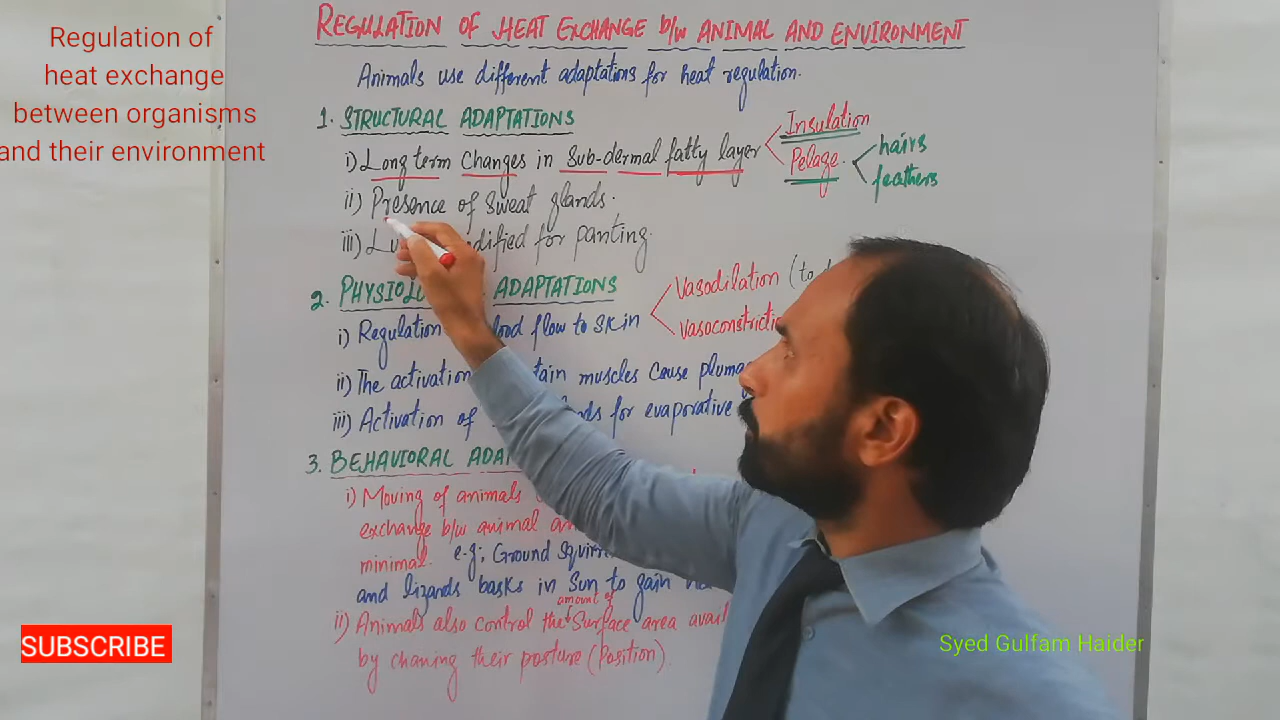 Regulation of
heat exchange
between organisms
and their environment
REGULATION OF HEAT EXCHANGE b/w ANIMAL AND ENVIRONMENT
Animals use different adaptations for heat regulation.
1. STRUCTURAL ADAPTATIONS
i) Long term Changes in Sub-dermal fatty layer
Insulation
Pelage.
hairs
feathers
ii) Presence of Sweat glands.
iii) for panting.
2. ADAPTATIONS
i) Regulation flow to Skin
Vasodilation
ii) The activation muscles Cause
iii) Activation of for evaporative
3. BEHAVIORAL
i) Moving of animals
exchange b/w animal
minimal. e.g; Ground
and lizards basks in Sun to gain
amount of
ii) Animals also control the Surface area
by chaning their posture (Position).
SUBSCRIBE
Syed Gulfam Haider